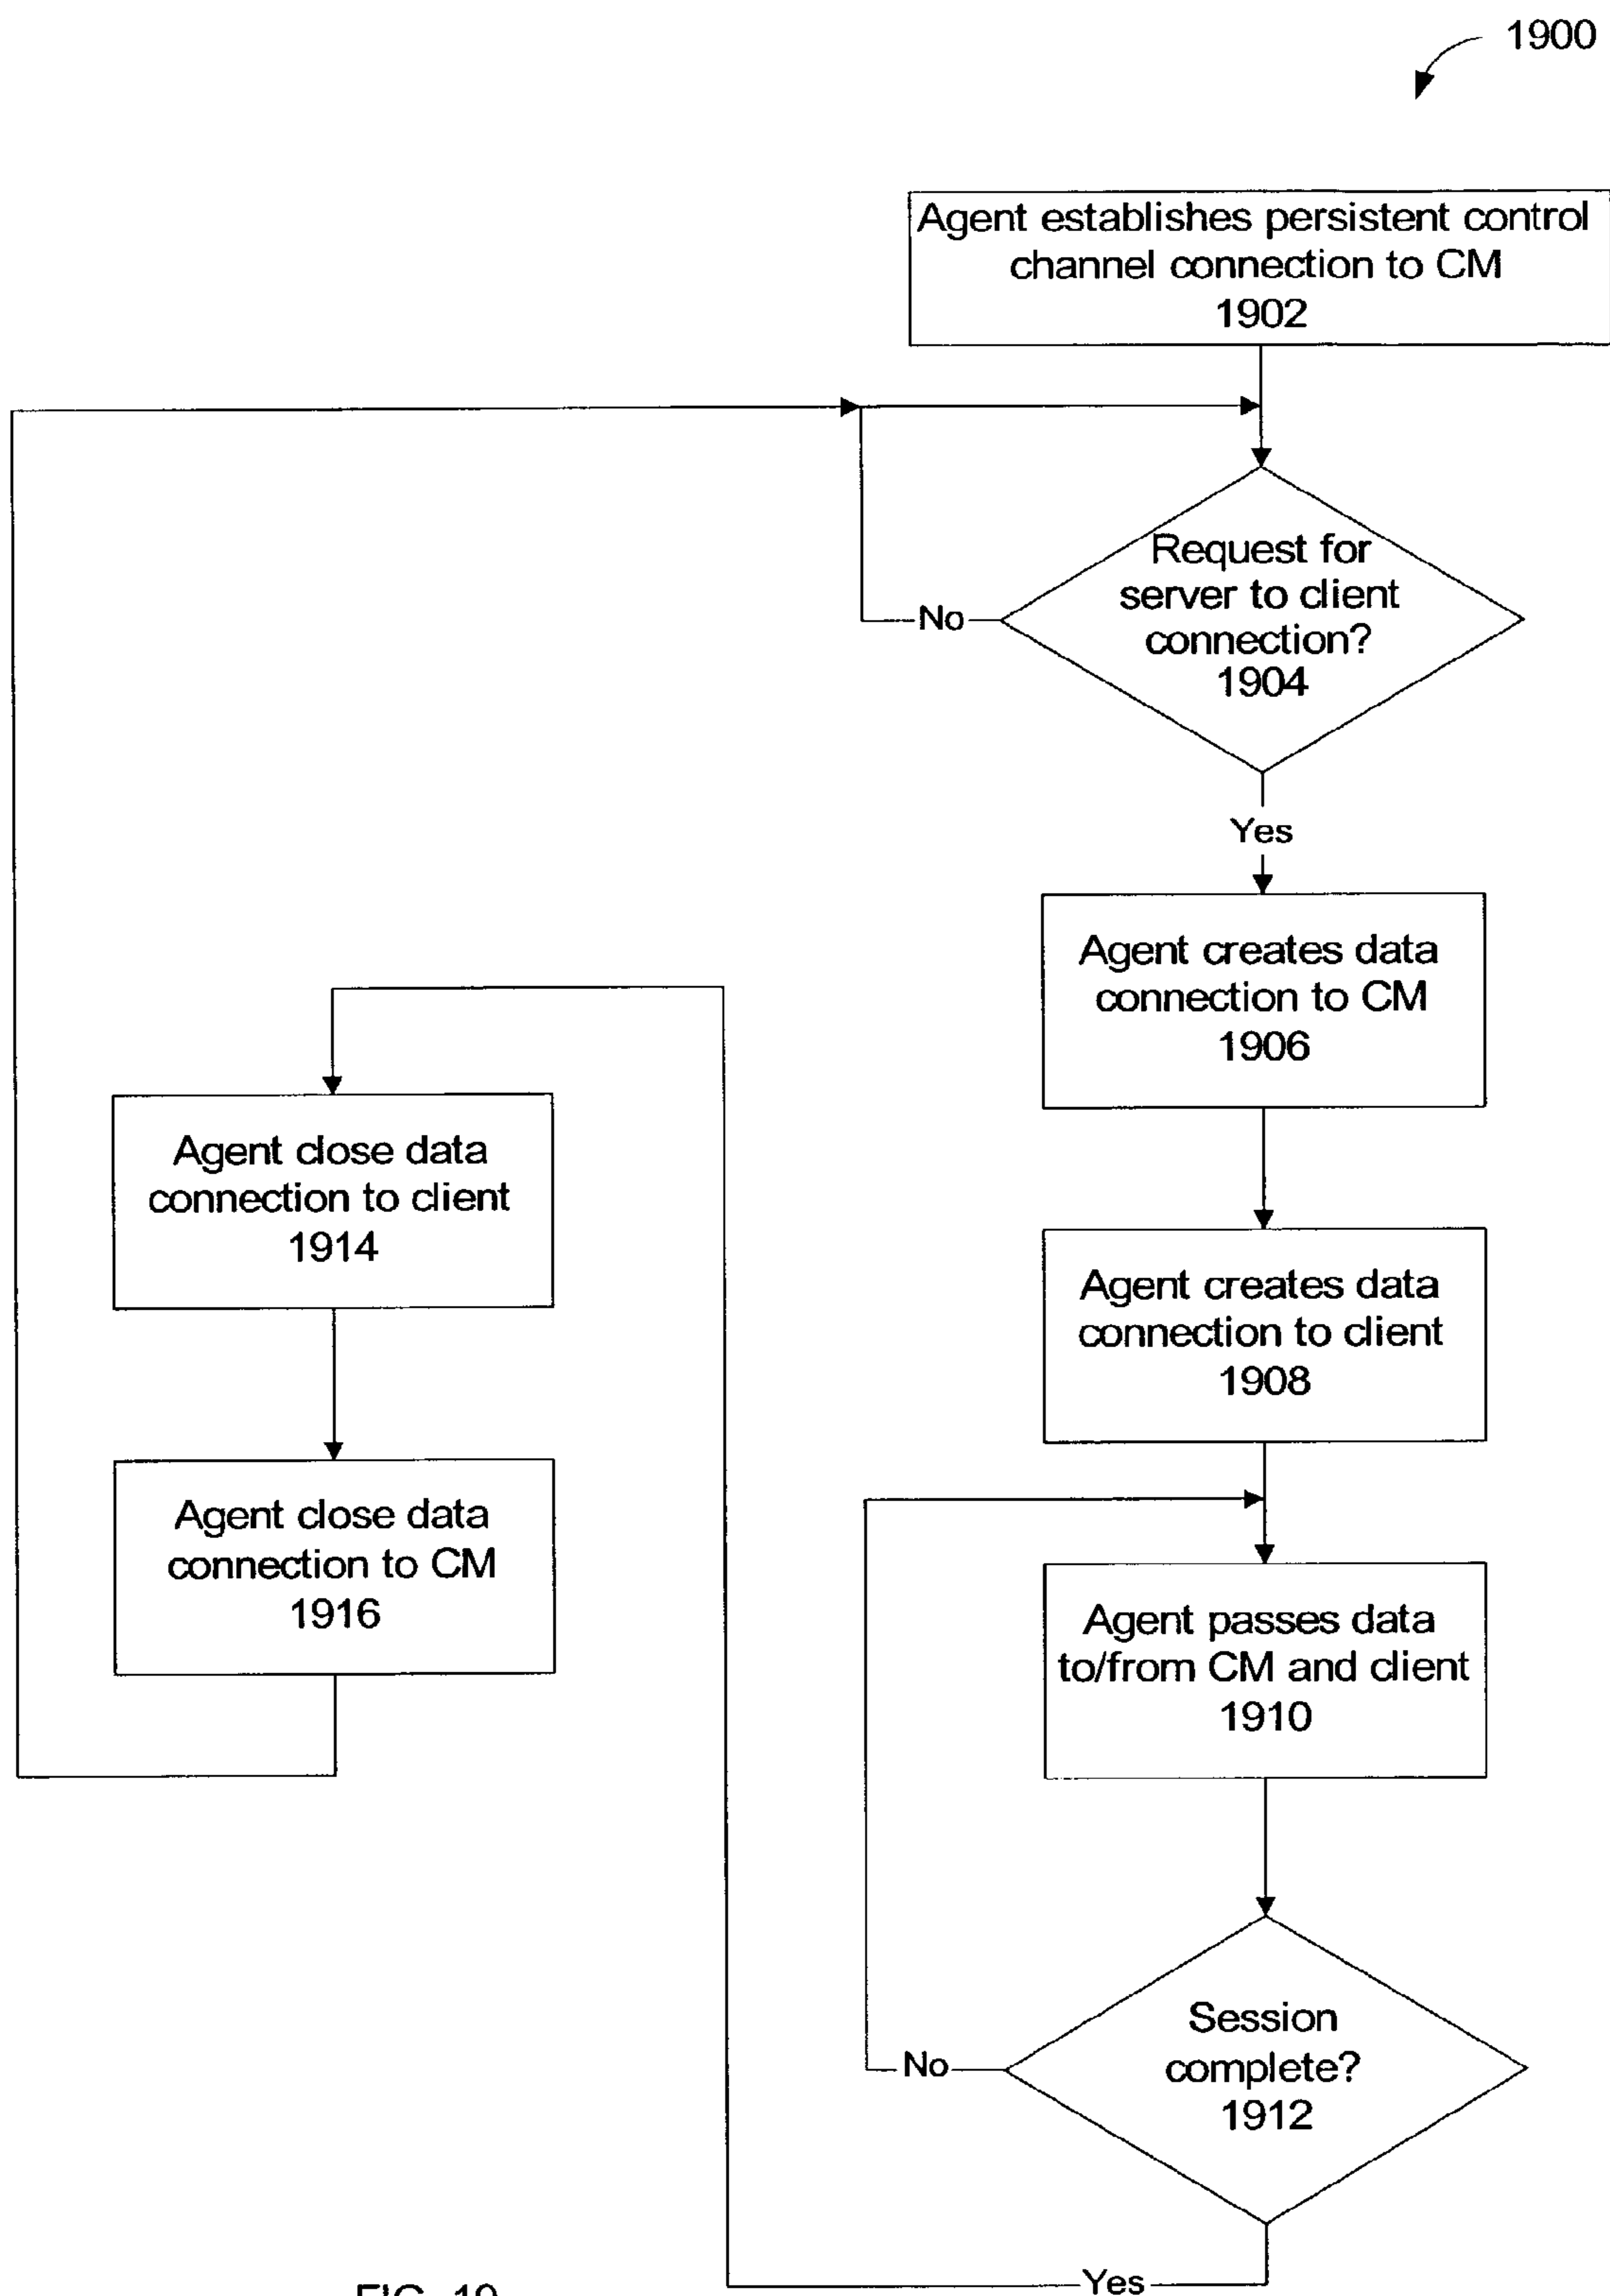 1900
Agent establishes persistent control
channel connection to CM
1902
Request for
server to client
connection?
1904
No
Yes
Agent creates data
connection to CM
1906
Agent creates data
connection to client
1908
Agent passes data
to/from CM and client
1910
Session
complete?
1912
No
Yes
Agent close data
connection to client
1914
Agent close data
connection to CM
1916
FIG. 19